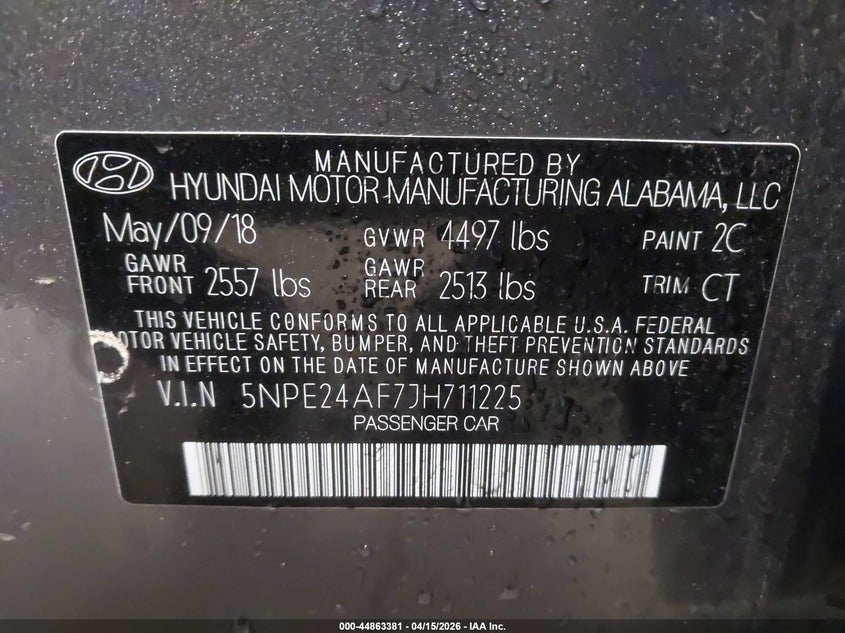 MANUFACTURED BY
HYUNDAI MOTOR MANUFACTURING ALABAMA, LLC
May/09/18 GVWR 4497 lbs PAINT 2C
GAWR FRONT 2557 lbs GAWR REAR 2513 lbs TRIM CT
THIS VEHICLE CONFORMS TO ALL APPLICABLE U.S.A. FEDERAL
MOTOR VEHICLE SAFETY, BUMPER, AND THEFT PREVENTION STANDARDS
IN EFFECT ON THE DATE OF MANUFACTURE SHOWN ABOVE
V.I.N 5NPE24AF7JH711225
PASSENGER CAR
000-44863381 - 04/15/2026 - IAA Inc.